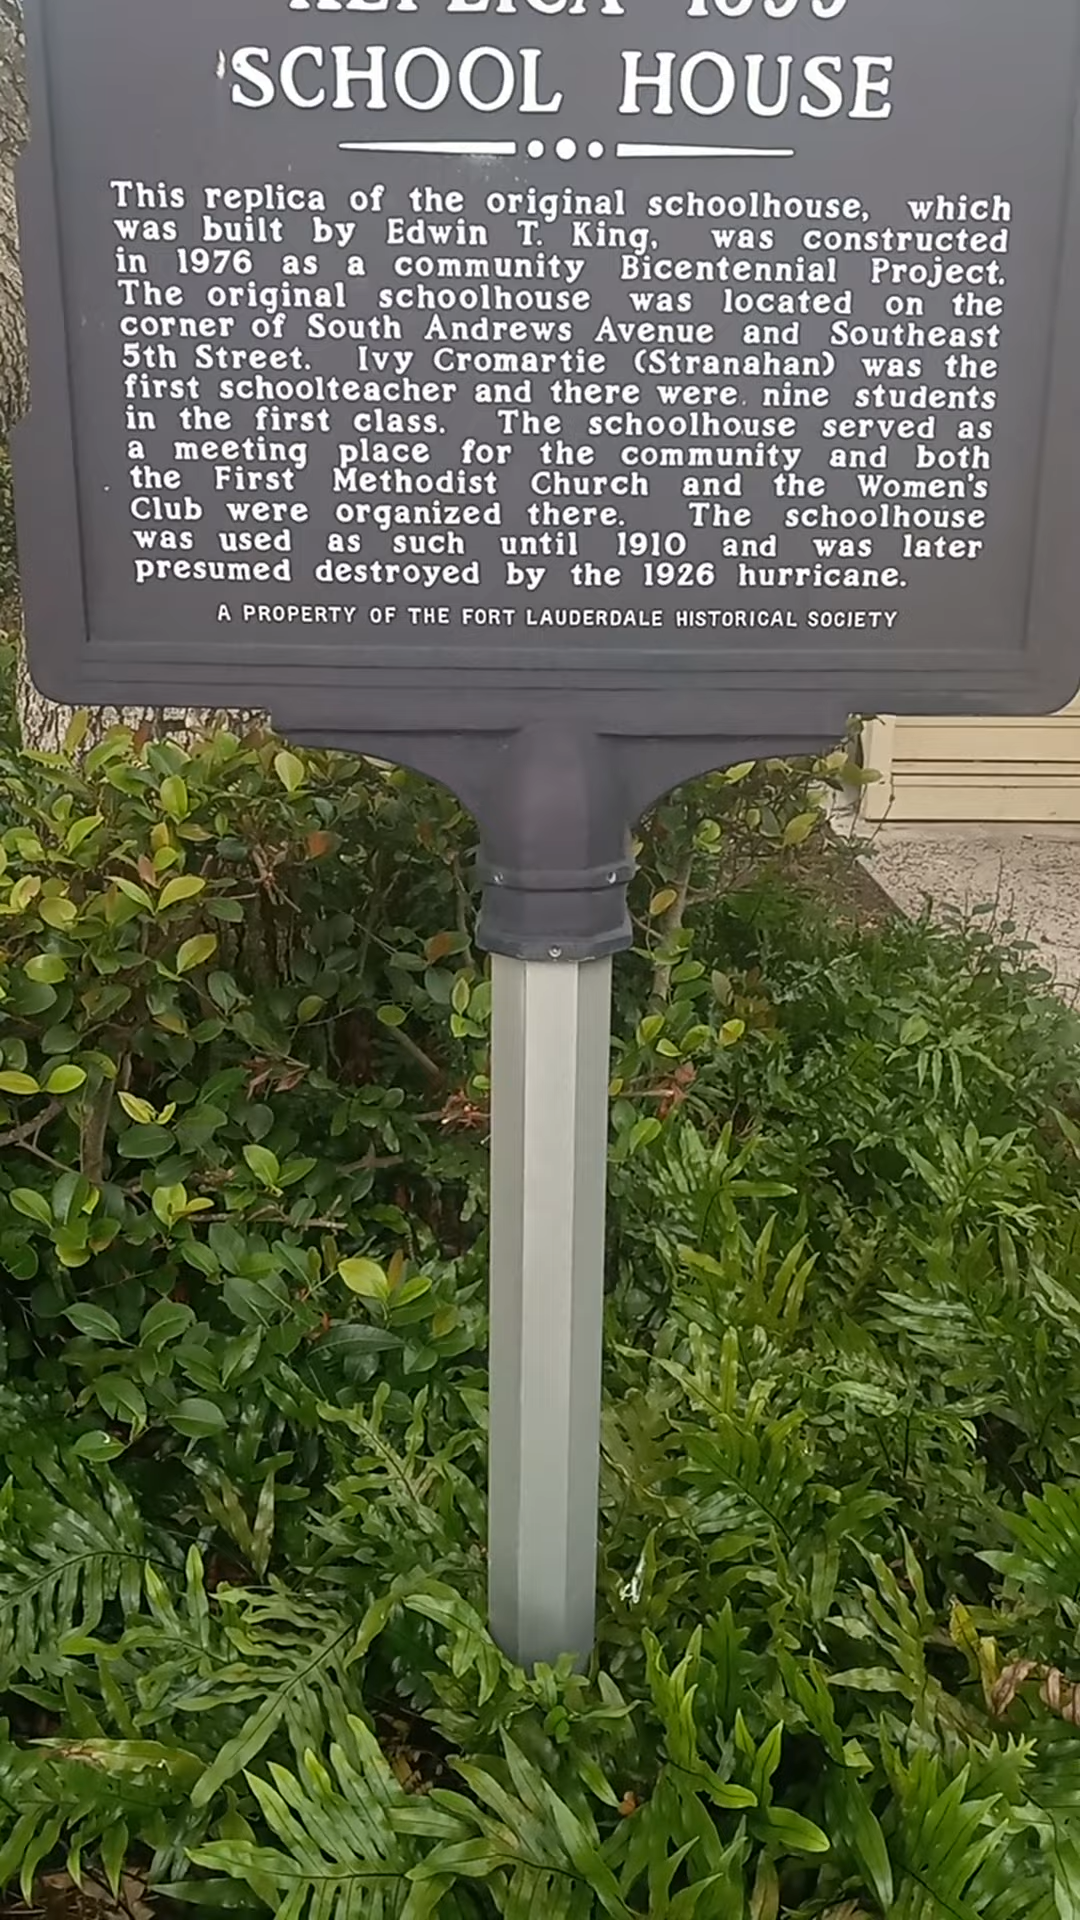 REPLICA 1899
SCHOOL HOUSE
This replica of the original schoolhouse, which
was built by Edwin T. King, was constructed
in 1976 as a community Bicentennial Project.
The original schoolhouse was located on the
corner of South Andrews Avenue and Southeast
5th Street. Ivy Cromartie (Stranahan) was the
first schoolteacher and there were nine students
in the first class. The schoolhouse served as
a meeting place for the community and both
the First Methodist Church and the Women's
Club were organized there. The schoolhouse
was used as such until 1910 and was later
presumed destroyed by the 1926 hurricane.
A PROPERTY OF THE FORT LAUDERDALE HISTORICAL SOCIETY